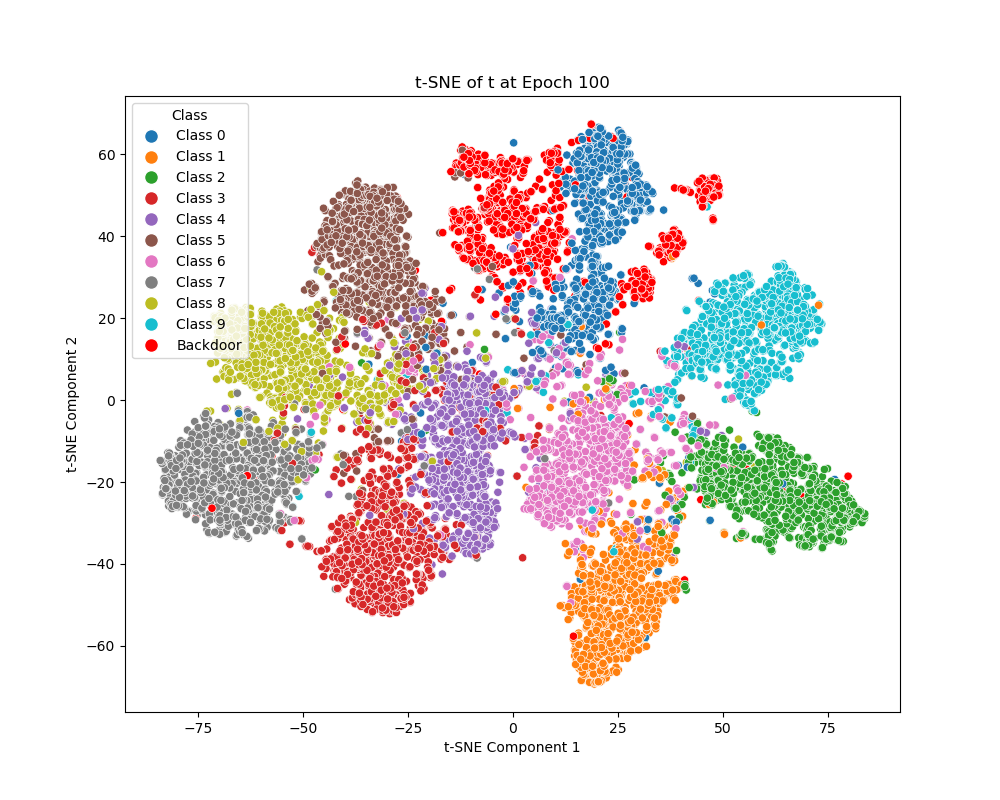 t-SNE of t at Epoch 100
Class
Class 0
Class 1
Class 2
Class 3
Class 4
Class 5
Class 6
Class 7
Class 8
Class 9
Backdoor
60
40
20
0
−20
−40
−60
t-SNE Component 2
−75 −50 −25 0 25 50 75
t-SNE Component 1